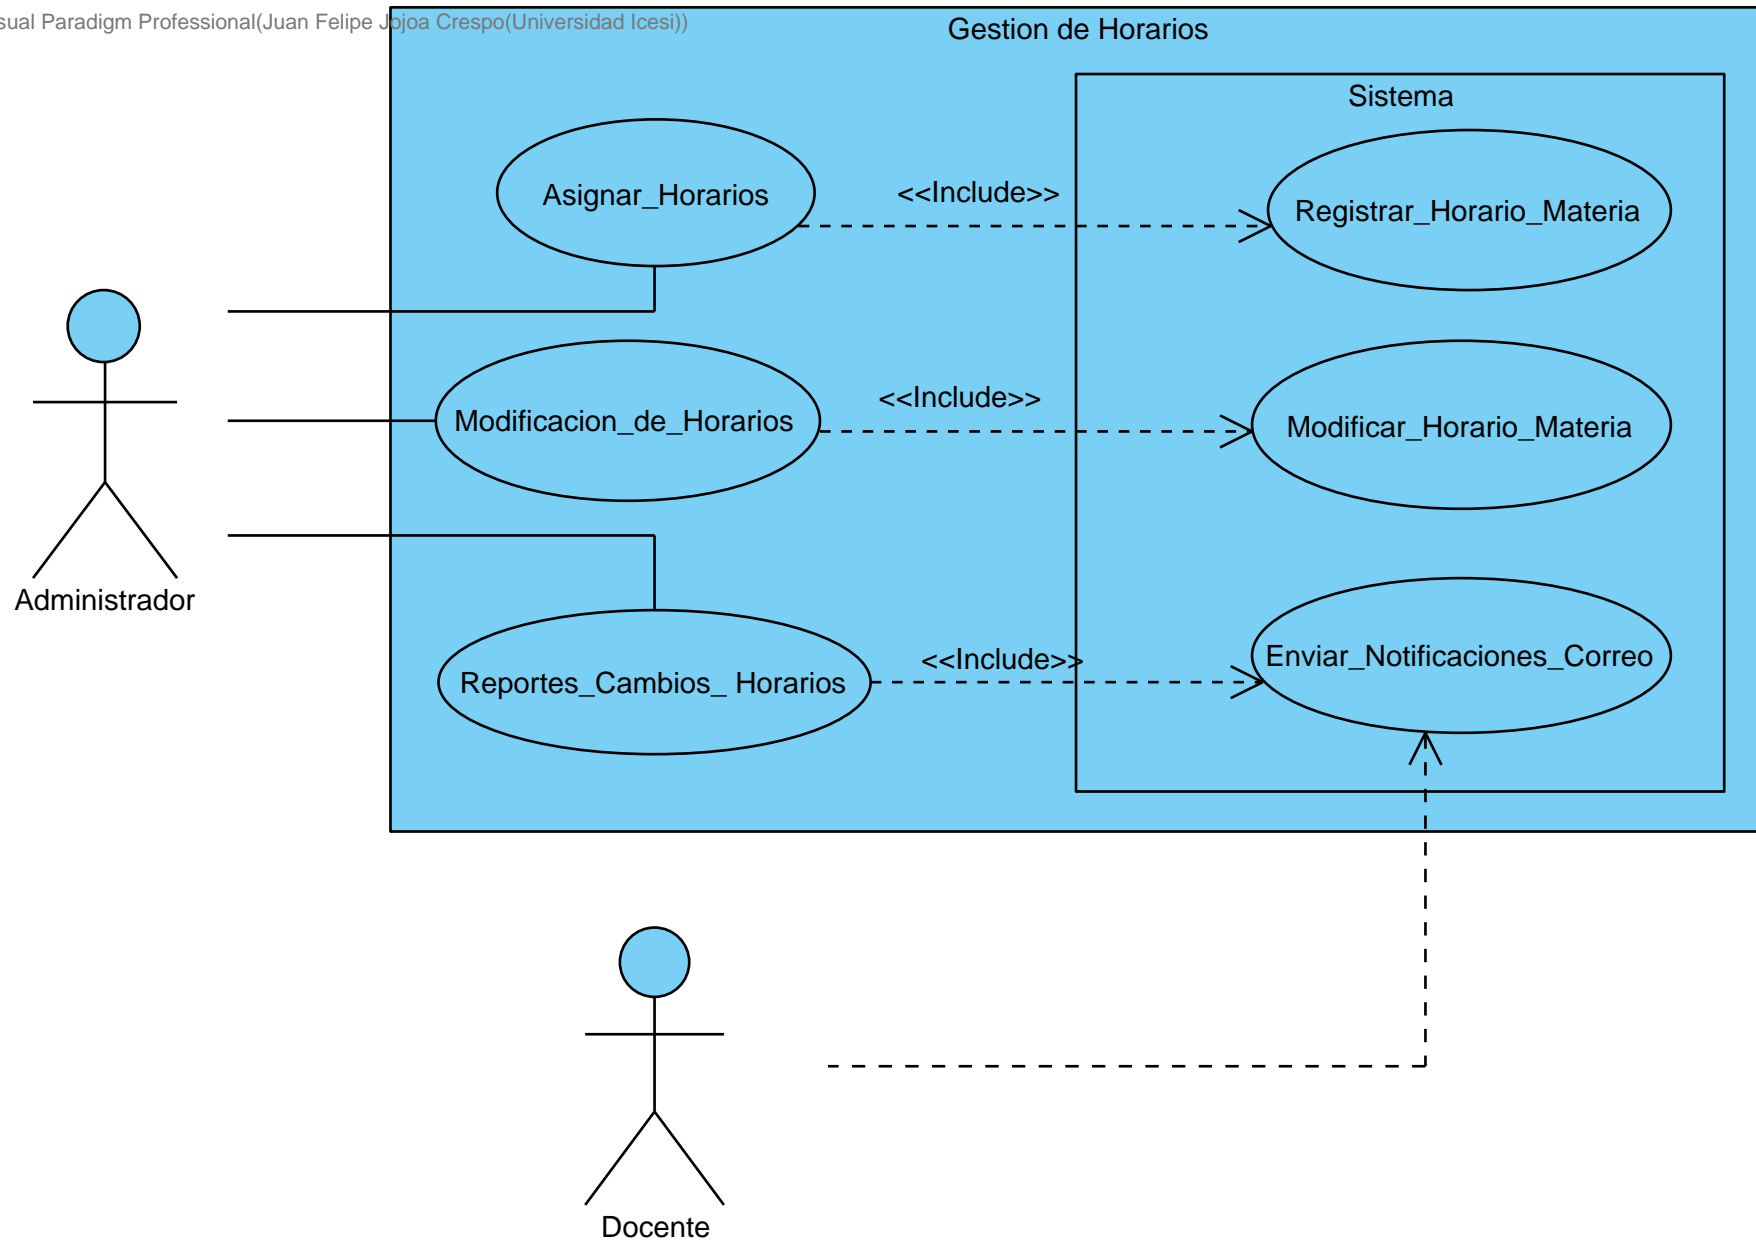 sual Paradigm Professional(Juan Felipe Jojoa Crespo(Universidad Icesi))
Gestion de Horarios
Sistema
Asignar_Horarios
<<Include>>
Registrar_Horario_Materia
Modificacion_de_Horarios
<<Include>>
Modificar_Horario_Materia
Administrador
Reportes_Cambios_ Horarios
<<Include>>
Enviar_Notificaciones_Correo
Docente